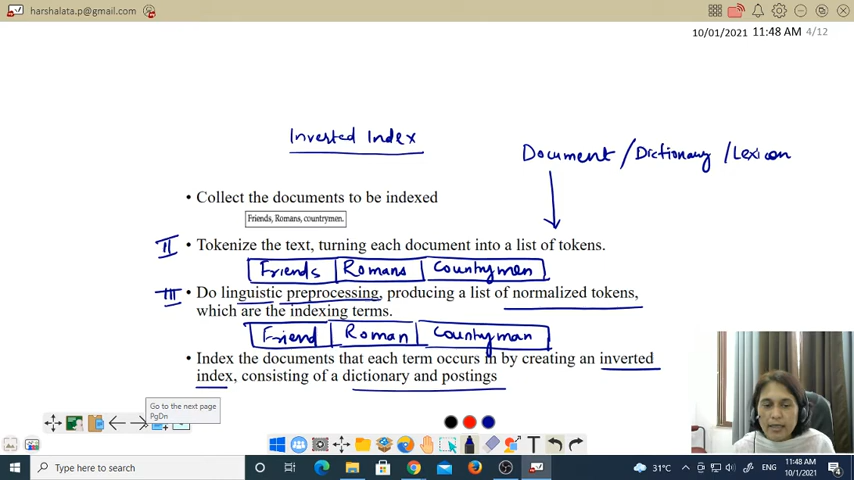 harshalata.p@gmail.com
10/01/2021 11:48 AM 4/12
Inverted Index
Document /Dictionary /Lexicon
• Collect the documents to be indexed
Friends, Romans, countrymen.
II • Tokenize the text, turning each document into a list of tokens.
Friends Romans Countrymen
III • Do linguistic preprocessing, producing a list of normalized tokens,
which are the indexing terms.
Friend Roman Countryman
• Index the documents that each term occurs in by creating an inverted
index, consisting of a dictionary and postings
Go to the next page
PgDn
Type here to search
31°C
ENG
11:48 AM
10/1/2021